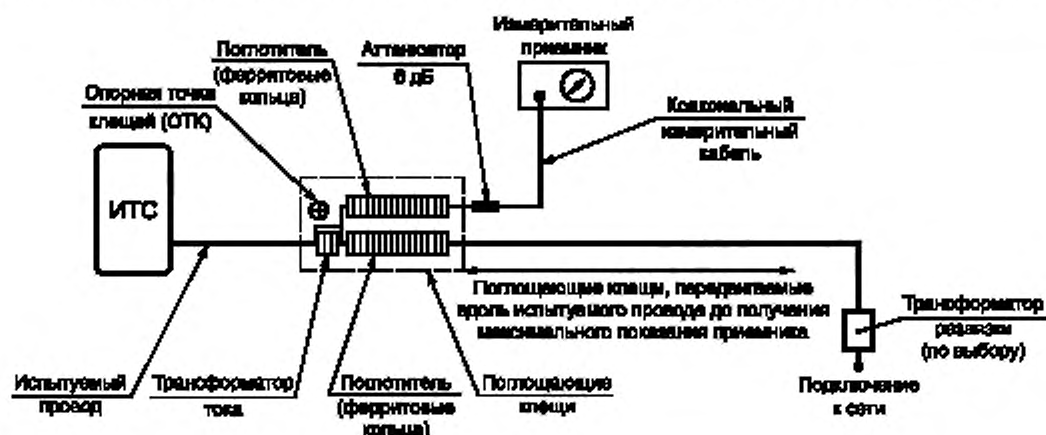 Измерительный
приемник
Поглотитель
(ферритовые
кольца)
Аттенюатор
6 дБ
Опорная точка
клещей (ОТК)
Коаксиальный
измерительный
кабель
ИТС
Поглощающие клещи, передвигаемые
вдоль испытуемого провода до получения
максимального показания приемника
Трансформатор
развязки
(по выбору)
Испытуемый
провод
Трансформатор
тока
Поглотитель
(ферритовые
кольца)
Поглощающие
клещи
Подключение
к сети